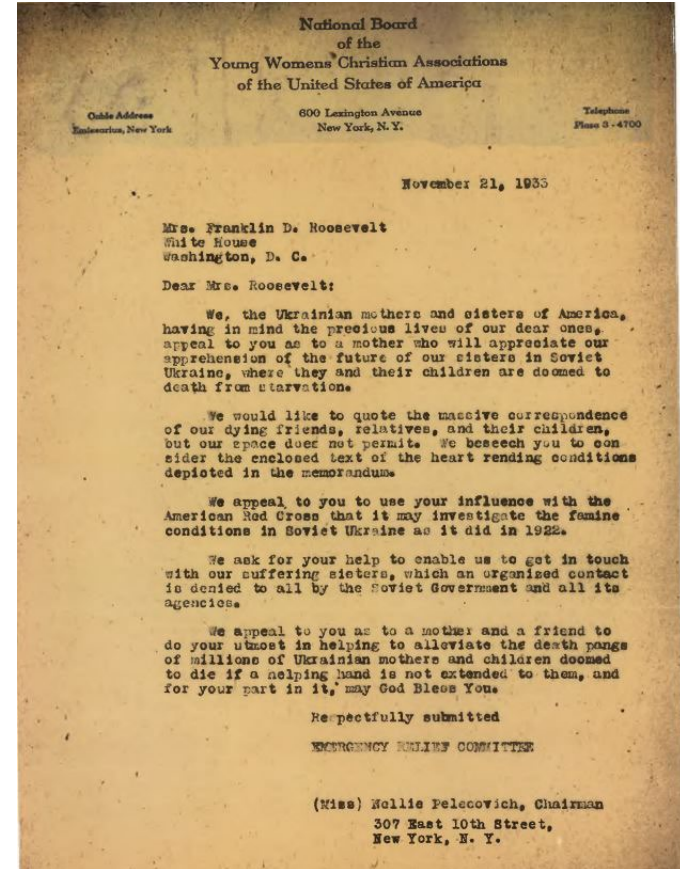 National Board
of the
Young Womens Christian Associations
of the United States of America
Cable Address
Emissarius, New York
600 Lexington Avenue
New York, N. Y.
Telephone
Plaza 3 - 4700
November 21, 1933
Mrs. Franklin D. Roosevelt
White House
Washington, D. C.
Dear Mrs. Roosevelt:
We, the Ukrainian mothers and sisters of America,
having in mind the precious lives of our dear ones,
appeal to you as to a mother who will appreciate our
apprehension of the future of our sisters in Soviet
Ukraine, where they and their children are doomed to
death from starvation.
We would like to quote the massive correspondence
of our dying friends, relatives, and their children,
but our space does not permit. We beseech you to con
sider the enclosed text of the heart rending conditions
depicted in the memorandum.
We appeal to you to use your influence with the
American Red Cross that it may investigate the famine
conditions in Soviet Ukraine as it did in 1922.
We ask for your help to enable us to get in touch
with our suffering sisters, which an organized contact
is denied to all by the Soviet Government and all its
agencies.
We appeal to you as to a mother and a friend to
do your utmost in helping to alleviate the death pangs
of millions of Ukrainian mothers and children doomed
to die if a helping hand is not extended to them, and
for your part in it, may God Bless You.
Respectfully submitted
EMERGENCY RELIEF COMMITTEE
(Miss) Nellie Pelecovich, Chairman
307 East 10th Street,
New York, N. Y.